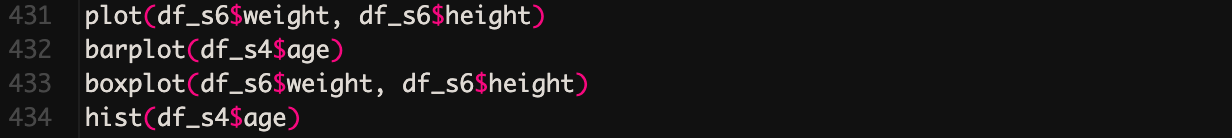 431 plot(df_s6$weight, df_s6$height)
432 barplot(df_s4$age)
433 boxplot(df_s6$weight, df_s6$height)
434 hist(df_s4$age)